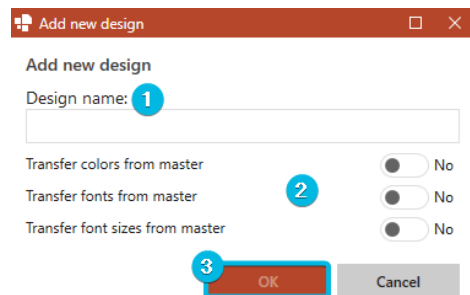 Add new design
Add new design
Design name: 1
Transfer colors from master No
Transfer fonts from master 2 No
Transfer font sizes from master No
3
OK Cancel